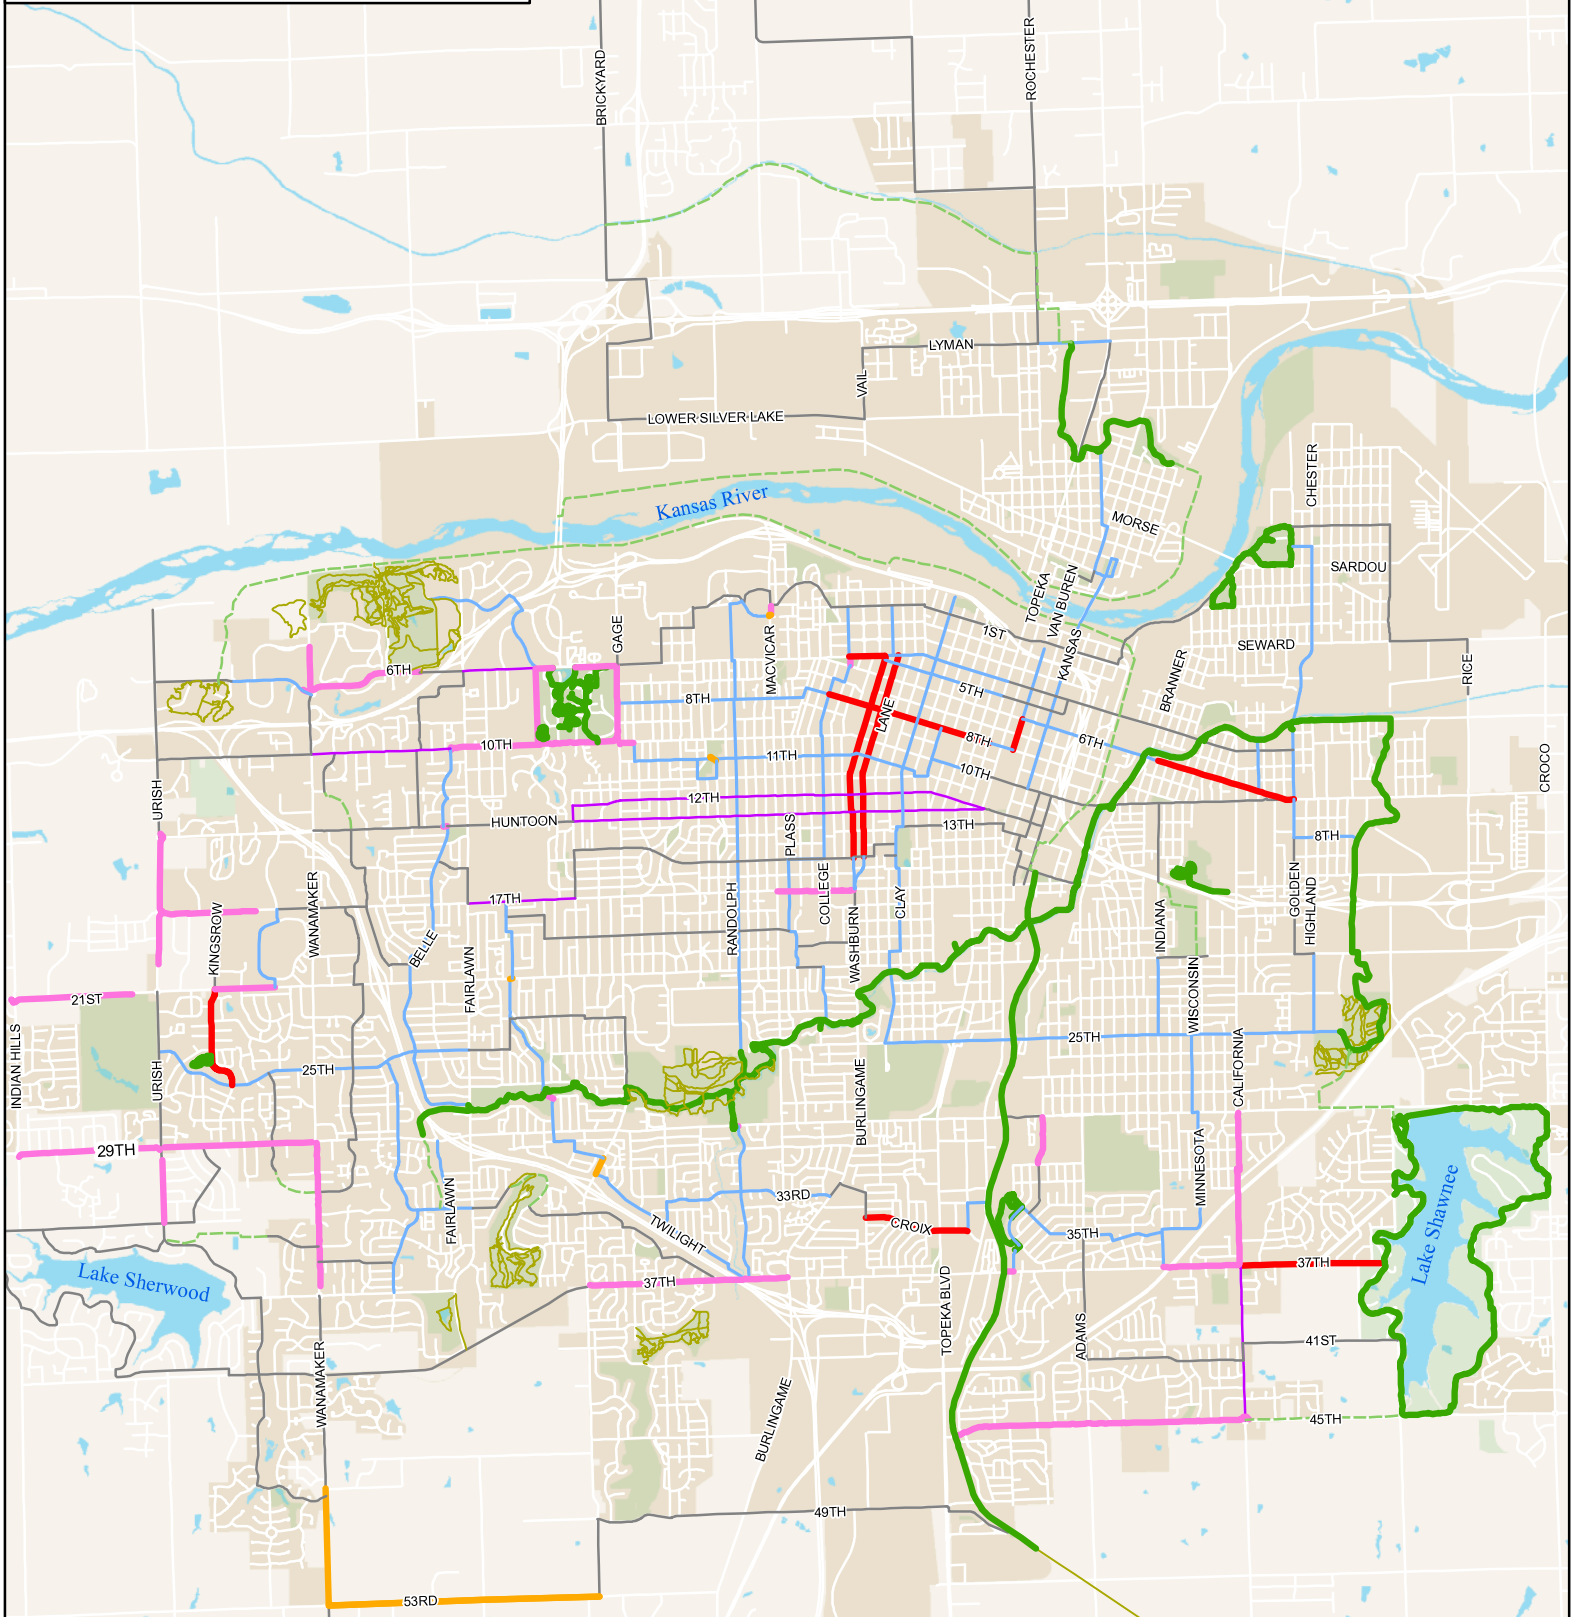 BRICKYARD
ROCHESTER
LYMAN
VAIL
LOWER SILVER LAKE
CHESTER
Kansas River
MORSE
SARDOU
TOPEKA
VAN BUREN
KANSAS
1ST
SEWARD
GAGE
MACVICAR
6TH
RICE
BRANNER
5TH
8TH
LANE
8TH
6TH
10TH
11TH
10TH
CROCO
URISH
12TH
HUNTOON
13TH
PLASS
8TH
17TH
WANAMAKER
COLLEGE
CLAY
GOLDEN
HIGHLAND
RANDOLPH
KINGSROW
BELLE
FAIRLAWN
WASHBURN
INDIANA
WISCONSIN
21ST
INDIAN HILLS
URISH
25TH
25TH
CALIFORNIA
BURLINGAME
29TH
MINNESOTA
FAIRLAWN
33RD
TWILIGHT
CROIX
35TH
Lake Shawnee
37TH
37TH
Lake Sherwood
TOPEKA BLVD
ADAMS
41ST
WANAMAKER
BURLINGAME
45TH
49TH
53RD